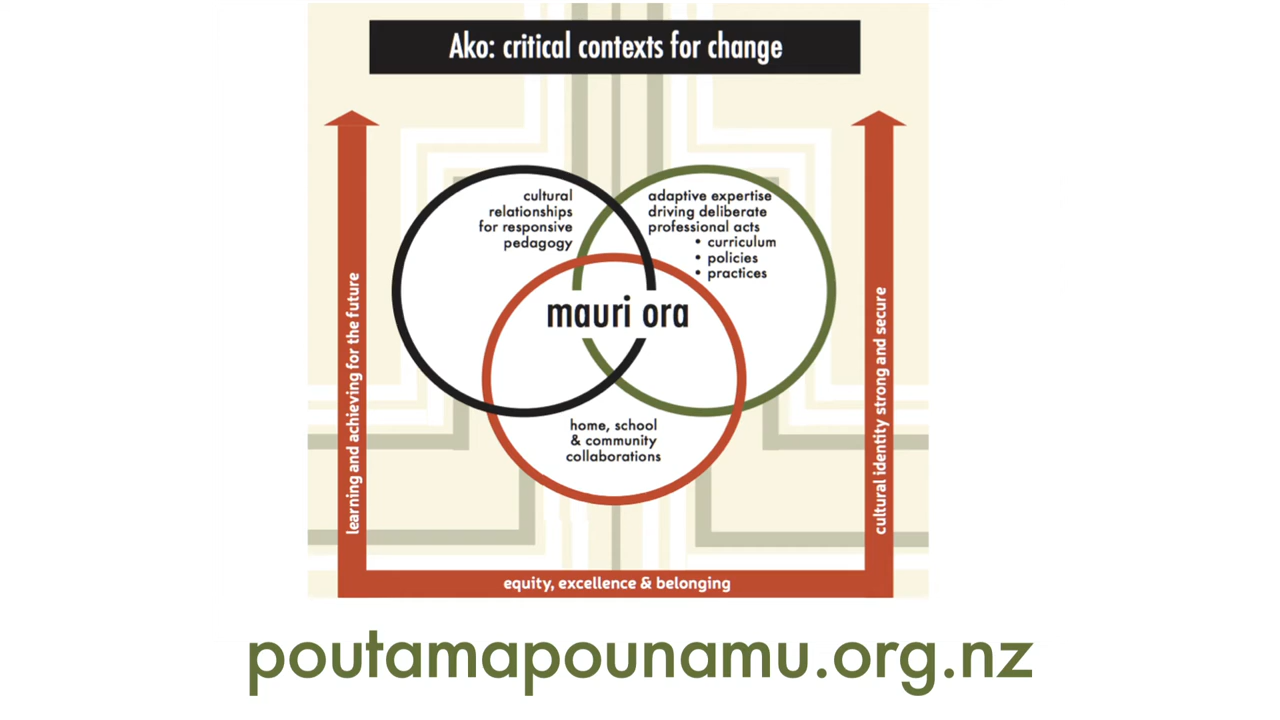 Ako: critical contexts for change
cultural
relationships
for responsive
pedagogy
adaptive expertise
driving deliberate
professional acts
• curriculum
• policies
• practices
mauri ora
home, school
& community
collaborations
learning and achieving for the future
cultural identity strong and secure
equity, excellence & belonging
poutamapounamu.org.nz